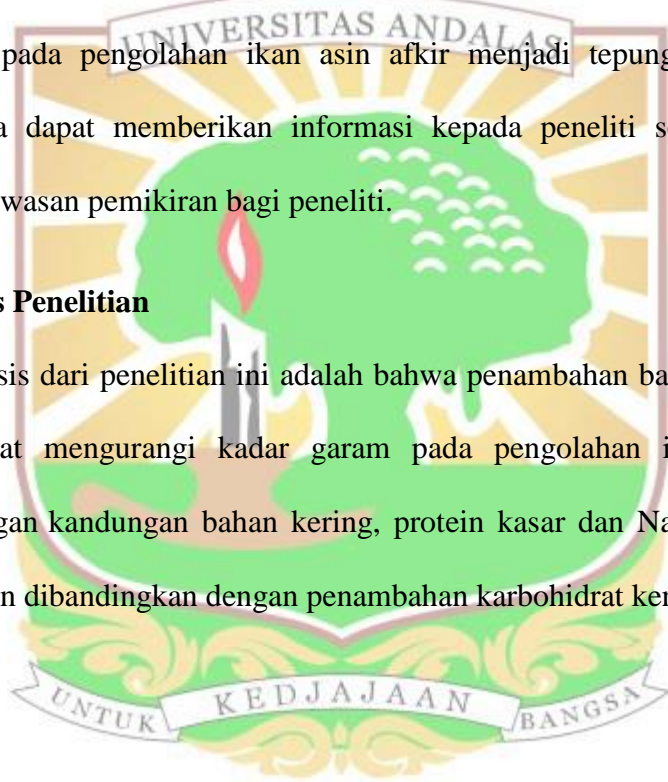 UNIVERSITAS ANDALAS
pada pengolahan ikan asin afkir menjadi tepung
dapat memberikan informasi kepada peneliti
wasan pemikiran bagi peneliti.
s Penelitian
sis dari penelitian ini adalah bahwa penambahan ba
at mengurangi kadar garam pada pengolahan i
gan kandungan bahan kering, protein kasar dan Na
n dibandingkan dengan penambahan karbohidrat ker
UNTUK KEDJAJAAN BANGSA